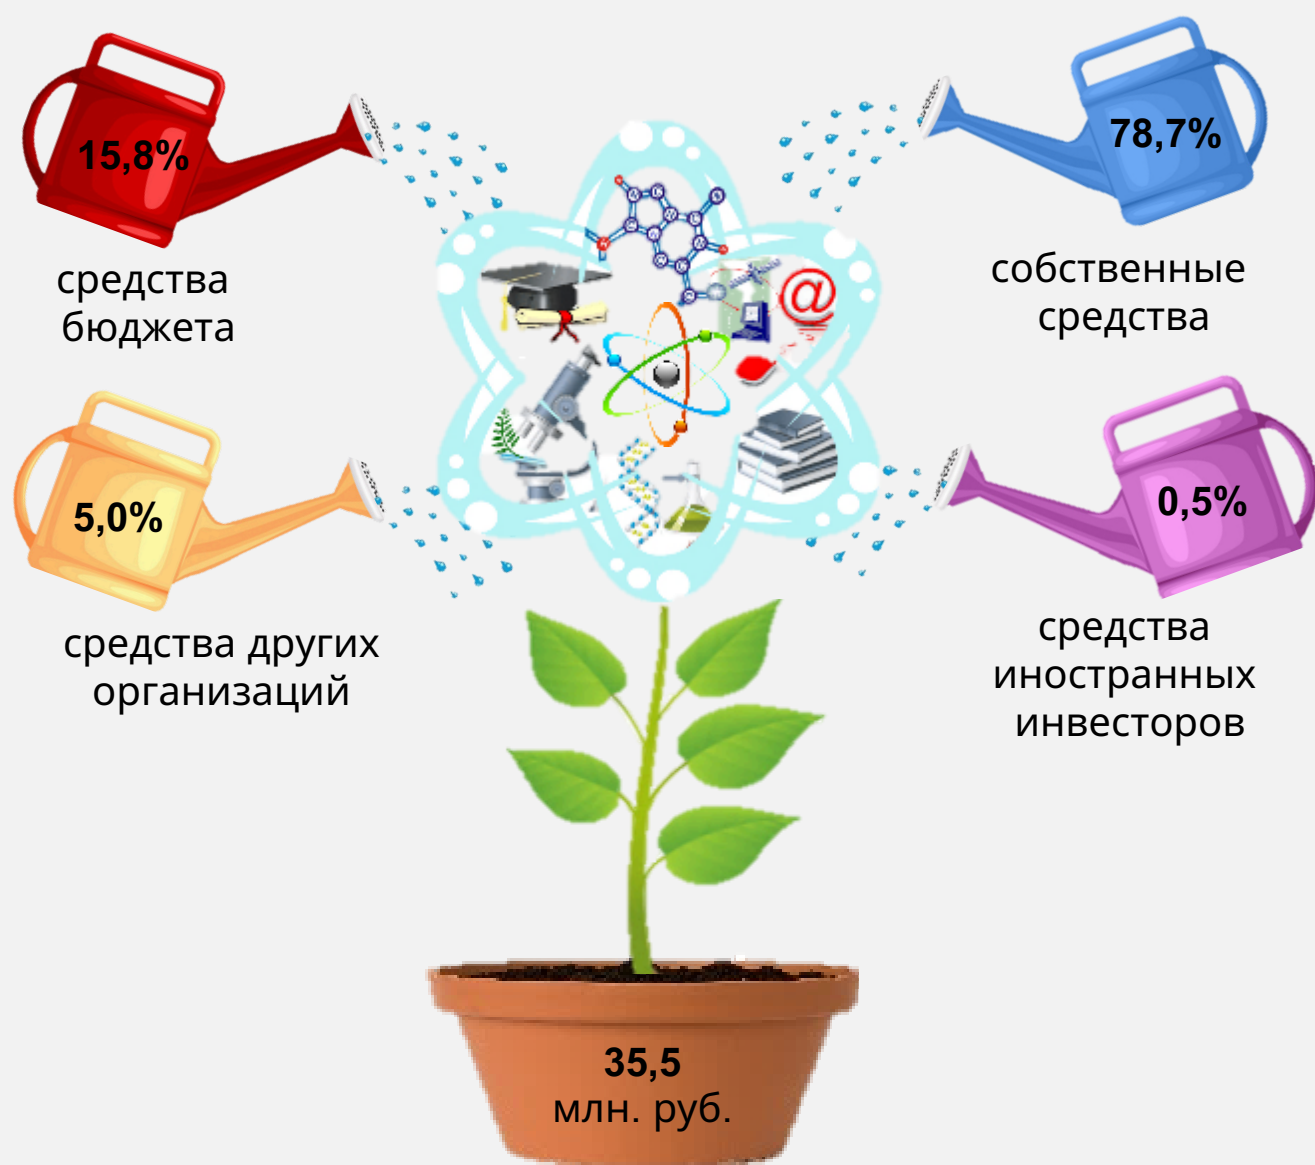 15,8%
средства
бюджета
78,7%
собственные
средства
5,0%
средства других
организаций
0,5%
средства
иностранных
инвесторов
@
35,5
млн. руб.